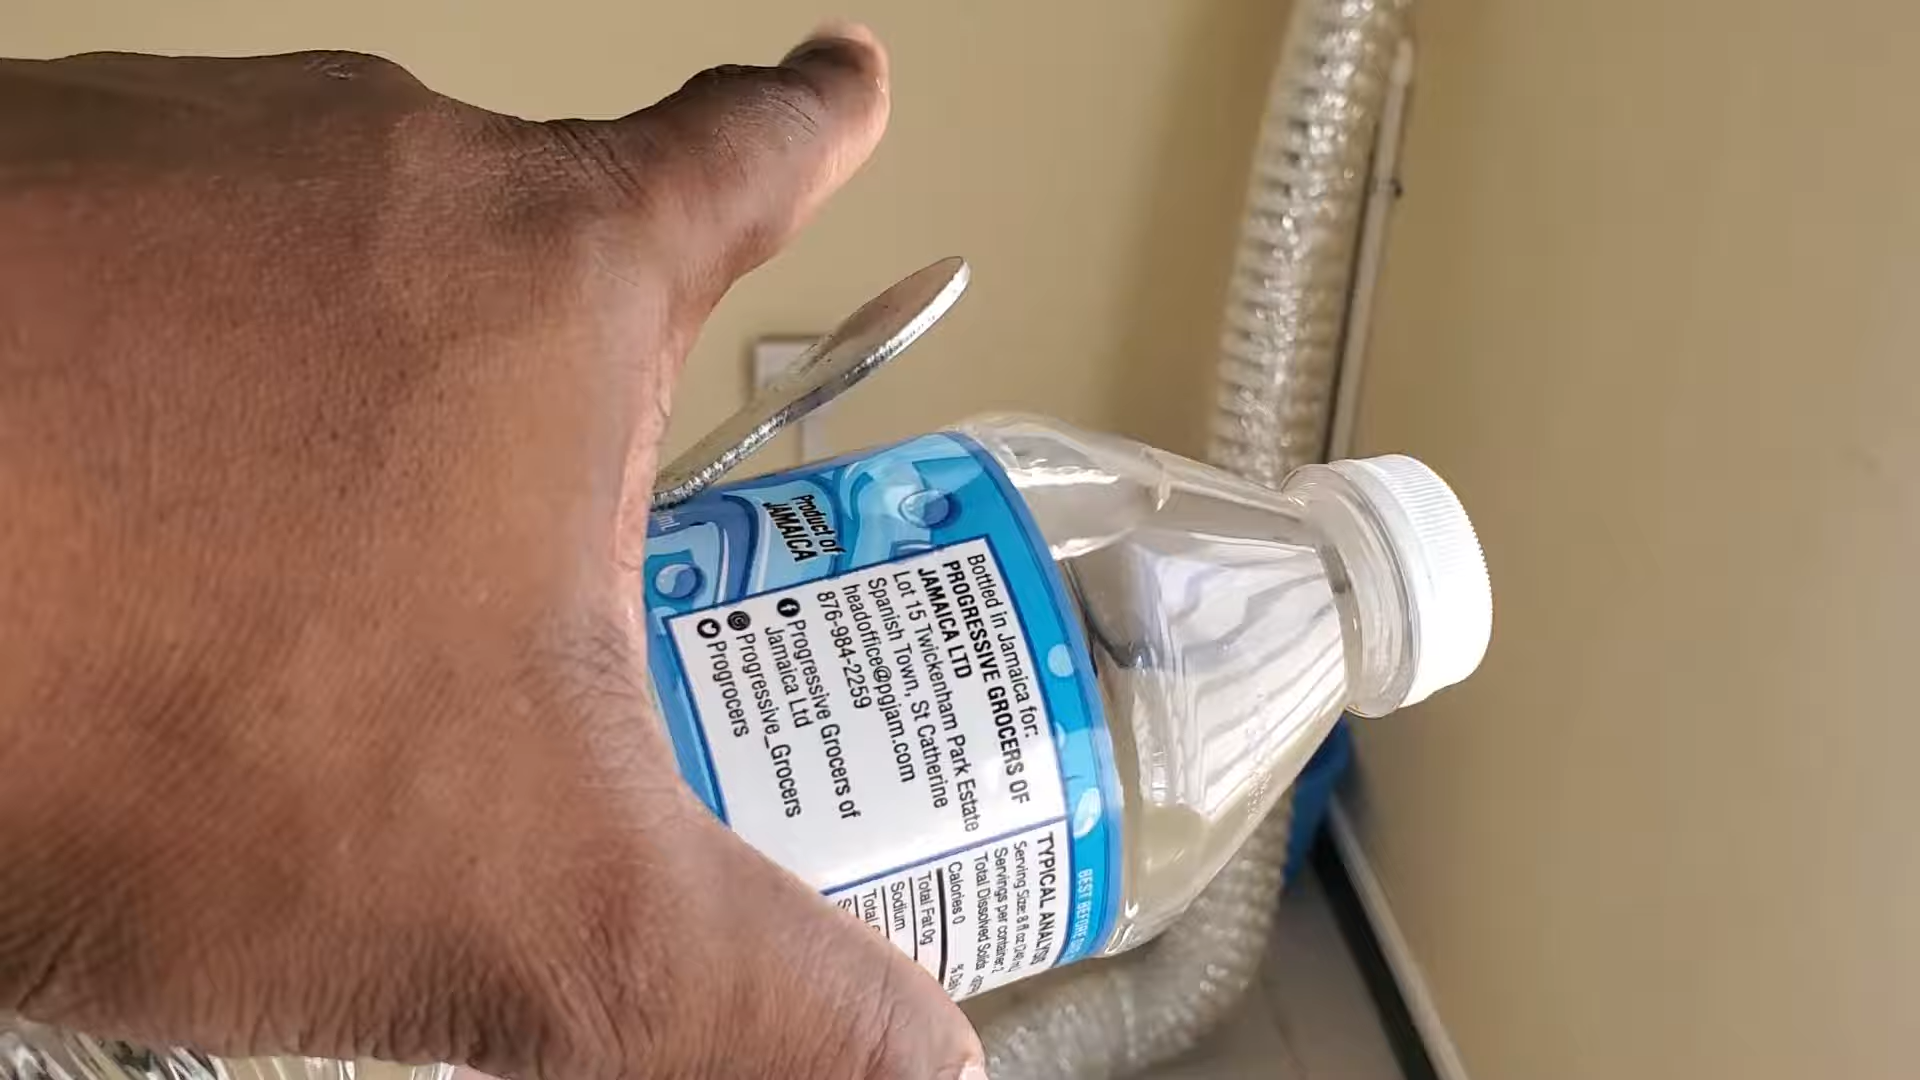 Product of
JAMAICA
Bottled in Jamaica for:
PROGRESSIVE GROCERS OF
JAMAICA LTD
Lot 15 Twickenham Park Estate
Spanish Town, St Catherine
headoffice@pgjam.com
876-984-2259
Progressive Grocers of
Jamaica Ltd
Progressive_Grocers
Progrocers
BEST BEFORE
TYPICAL ANALYSIS
Serving Size: 8 fl oz (240 mL
Servings per container: 2
Total Dissolved Solids
Calories 0
Total Fat 0g
Sodium
Total